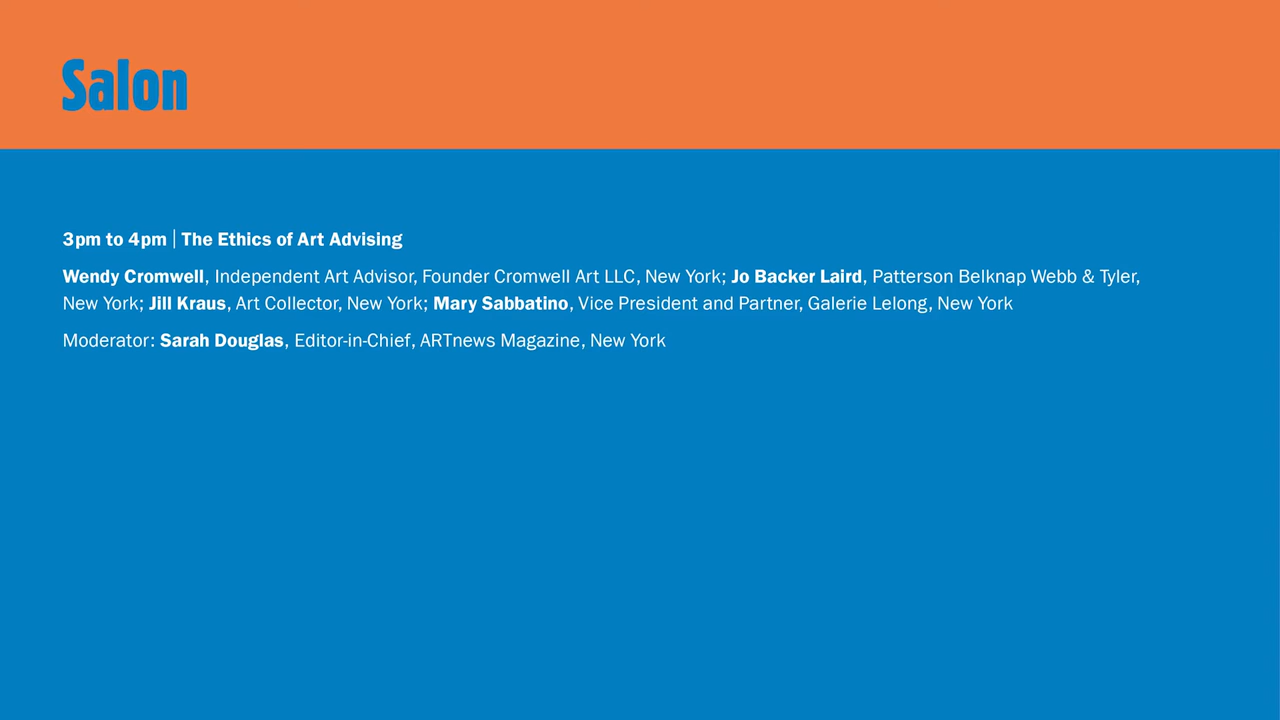 Salon
3pm to 4pm | The Ethics of Art Advising
Wendy Cromwell, Independent Art Advisor, Founder Cromwell Art LLC, New York; Jo Backer Laird, Patterson Belknap Webb & Tyler,
New York; Jill Kraus, Art Collector, New York; Mary Sabbatino, Vice President and Partner, Galerie Lelong, New York
Moderator: Sarah Douglas, Editor-in-Chief, ARTnews Magazine, New York